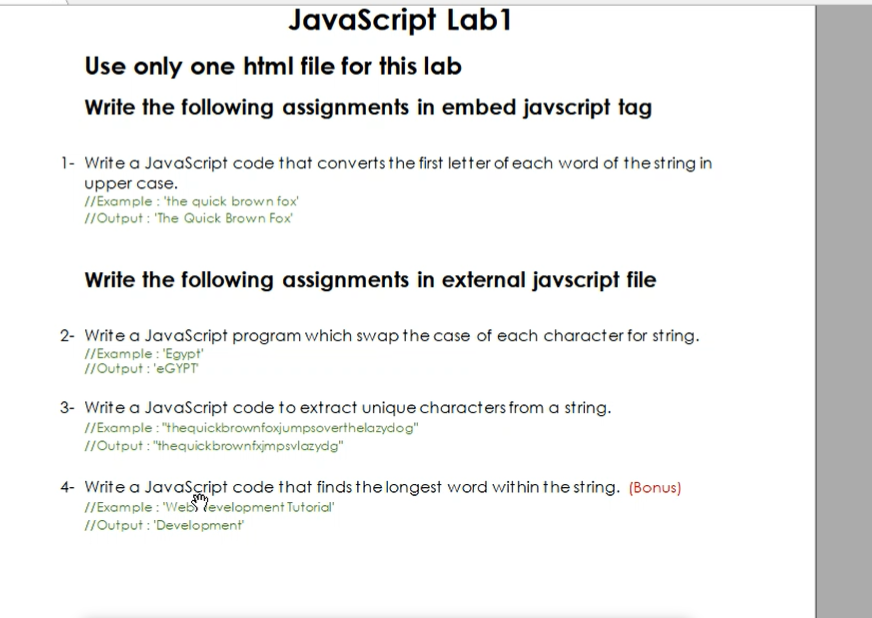 JavaScript Lab1
Use only one html file for this lab
Write the following assignments in embed javscript tag
1- Write a JavaScript code that converts the first letter of each word of the string in
upper case.
//Example : 'the quick brown fox'
//Output : 'The Quick Brown Fox'
Write the following assignments in external javscript file
2- Write a JavaScript program which swap the case of each character for string.
//Example : 'Egypt'
//Output : 'eGYPT'
3- Write a JavaScript code to extract unique characters from a string.
//Example : "thequickbrownfoxjumpsoverthelazydog"
//Output : "thequickbrownfxjmpsvlazydg"
4- Write a JavaScript code that finds the longest word within the string. (Bonus)
//Example : 'Web Development Tutorial'
//Output : 'Development'